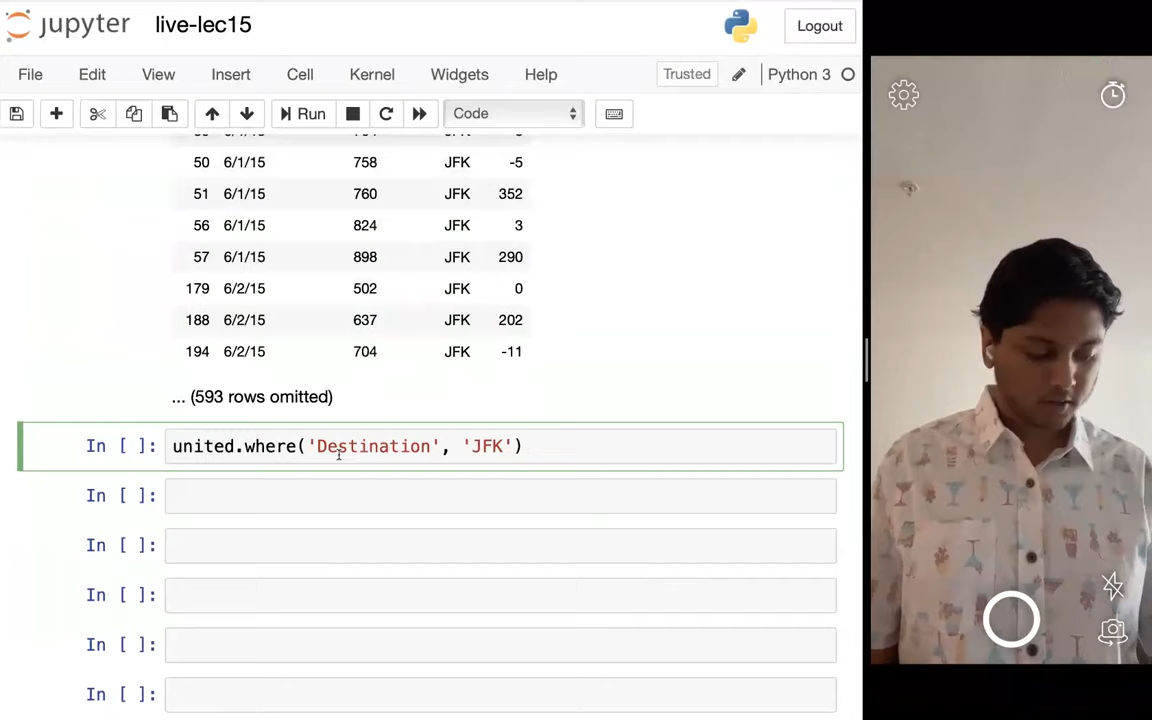 jupyter live-lec15 Logout
File Edit View Insert Cell Kernel Widgets Help Trusted Python 3
Run Code
50 6/1/15 758 JFK -5
51 6/1/15 760 JFK 352
56 6/1/15 824 JFK 3
57 6/1/15 898 JFK 290
179 6/2/15 502 JFK 0
188 6/2/15 637 JFK 202
194 6/2/15 704 JFK -11
... (593 rows omitted)
In [ ]: united.where('Destination', 'JFK')
In [ ]:
In [ ]:
In [ ]:
In [ ]:
In [ ]: